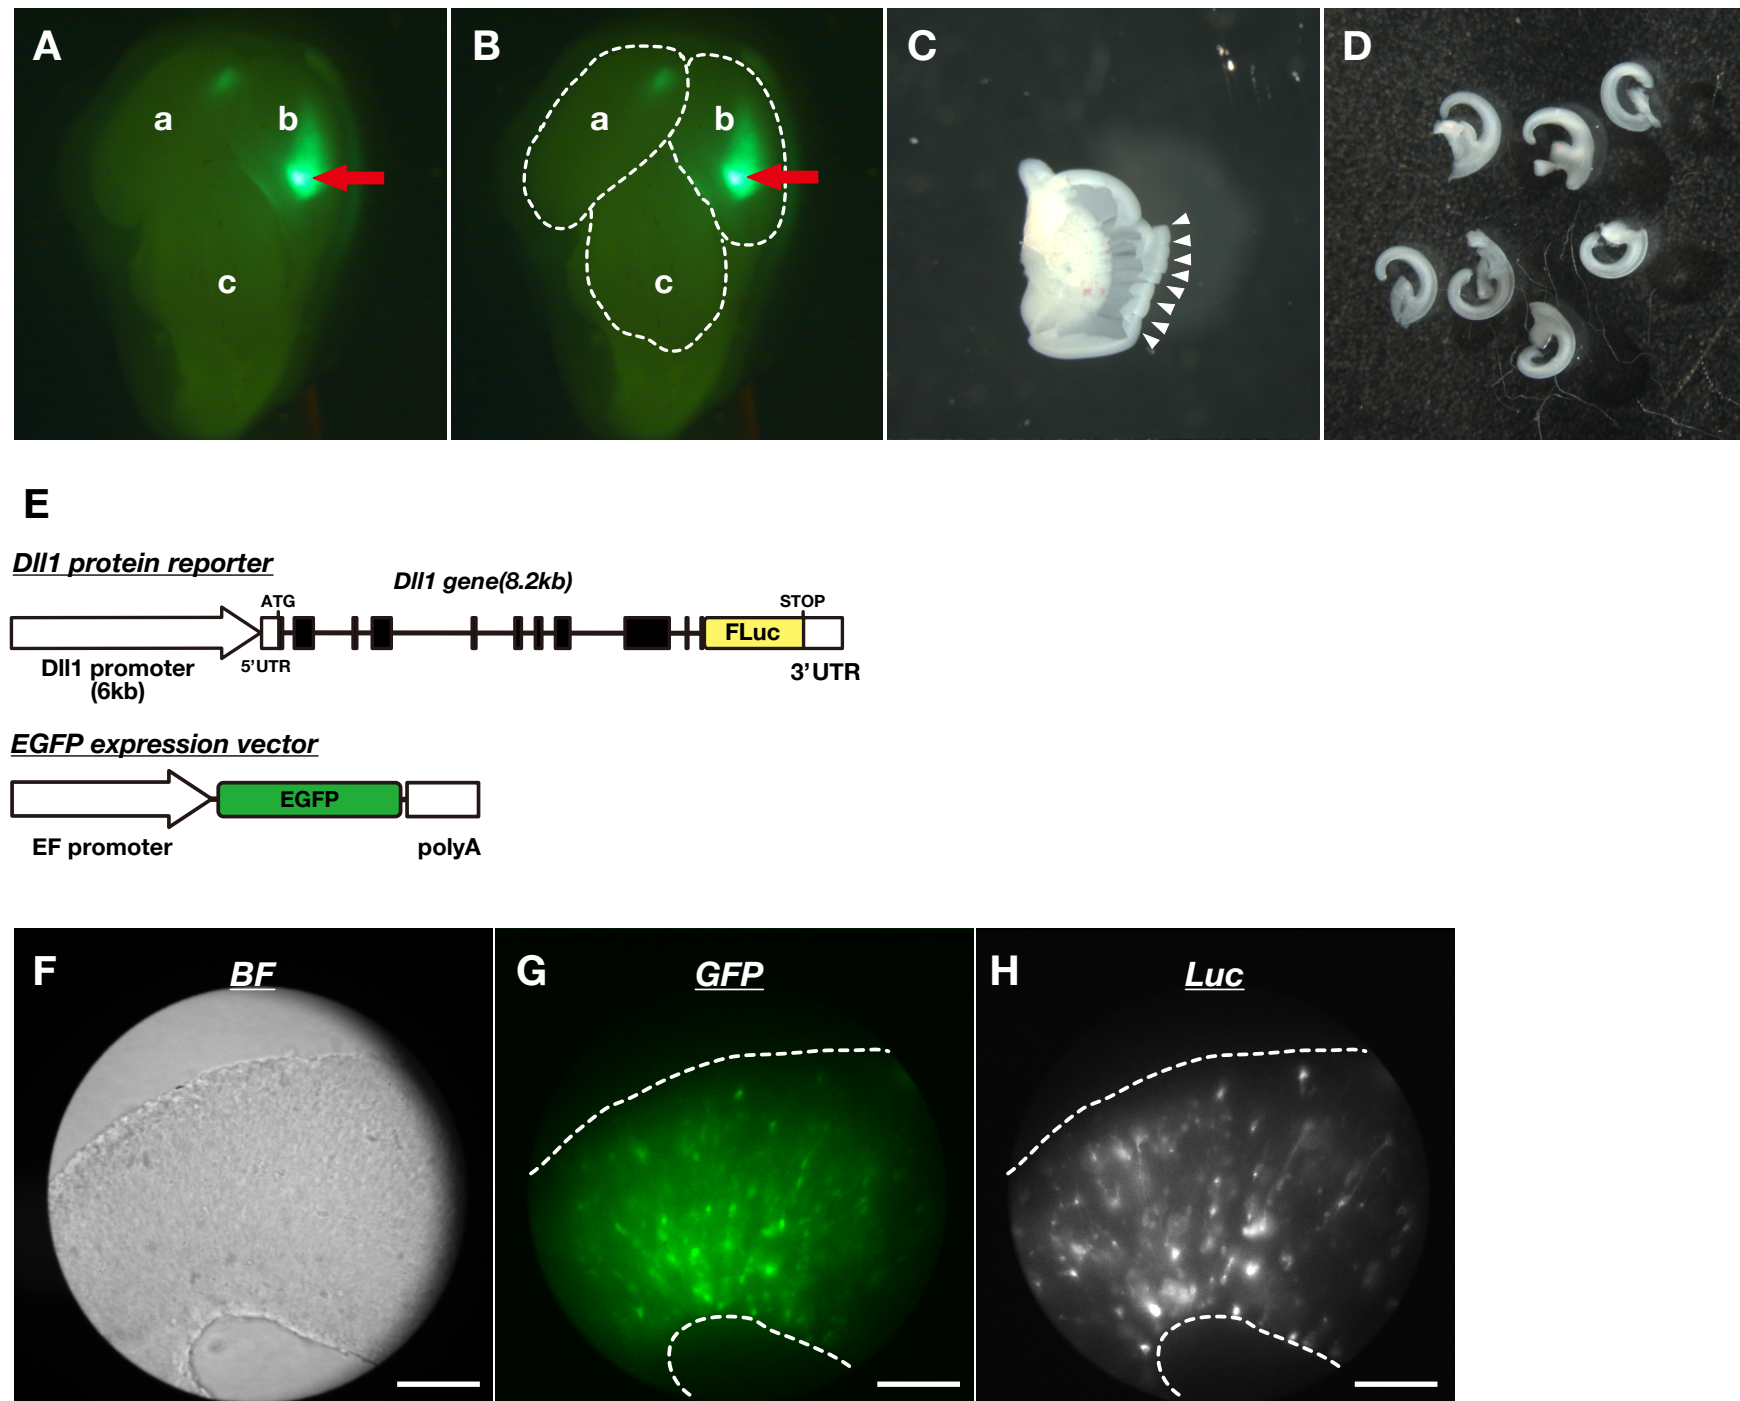 A
a
b
c
B
a
b
c
C
D
E
Dll1 protein reporter
Dll1 gene(8.2kb)
ATG
STOP
FLuc
Dll1 promoter
(6kb)
5'UTR
3'UTR
EGFP expression vector
EGFP
EF promoter
polyA
F
BF
G
GFP
H
Luc